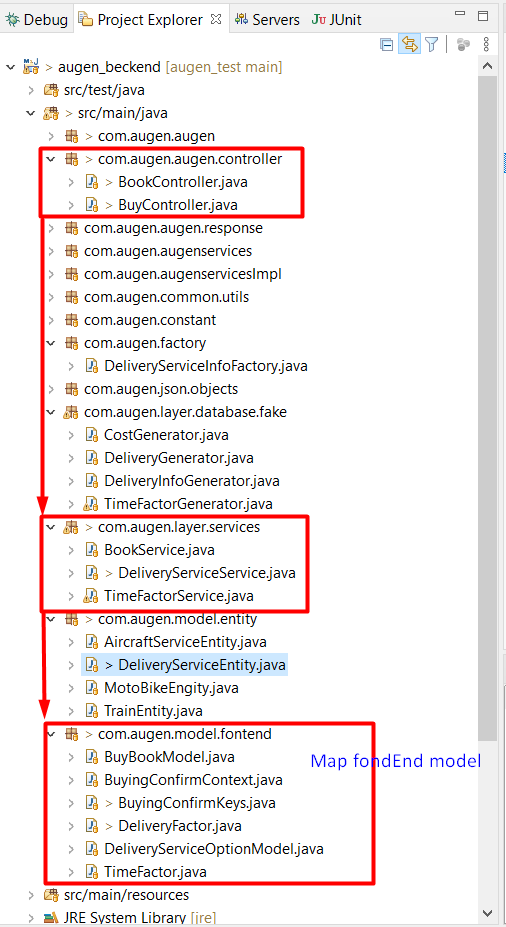 Debug Project Explorer Servers JUnit
> augen_beckend [augen_test main]
src/test/java
> src/main/java
> com.augen.augen
> com.augen.augen.controller
> BookController.java
> BuyController.java
com.augen.augen.response
com.augen.augenservices
com.augen.augenservicesImpl
com.augen.common.utils
com.augen.constant
com.augen.factory
DeliveryServiceInfoFactory.java
com.augen.json.objects
com.augen.layer.database.fake
CostGenerator.java
DeliveryGenerator.java
DeliveryInfoGenerator.java
TimeFactorGenerator.java
> com.augen.layer.services
BookService.java
> DeliveryServiceService.java
TimeFactorService.java
> com.augen.model.entity
AircraftServiceEntity.java
> DeliveryServiceEntity.java
MotoBikeEngity.java
TrainEntity.java
> com.augen.model.fontend
BuyBookModel.java
Map fondEnd model
BuyingConfirmContext.java
> BuyingConfirmKeys.java
> DeliveryFactor.java
DeliveryServiceOptionModel.java
TimeFactor.java
src/main/resources
JRE System Library [jre]